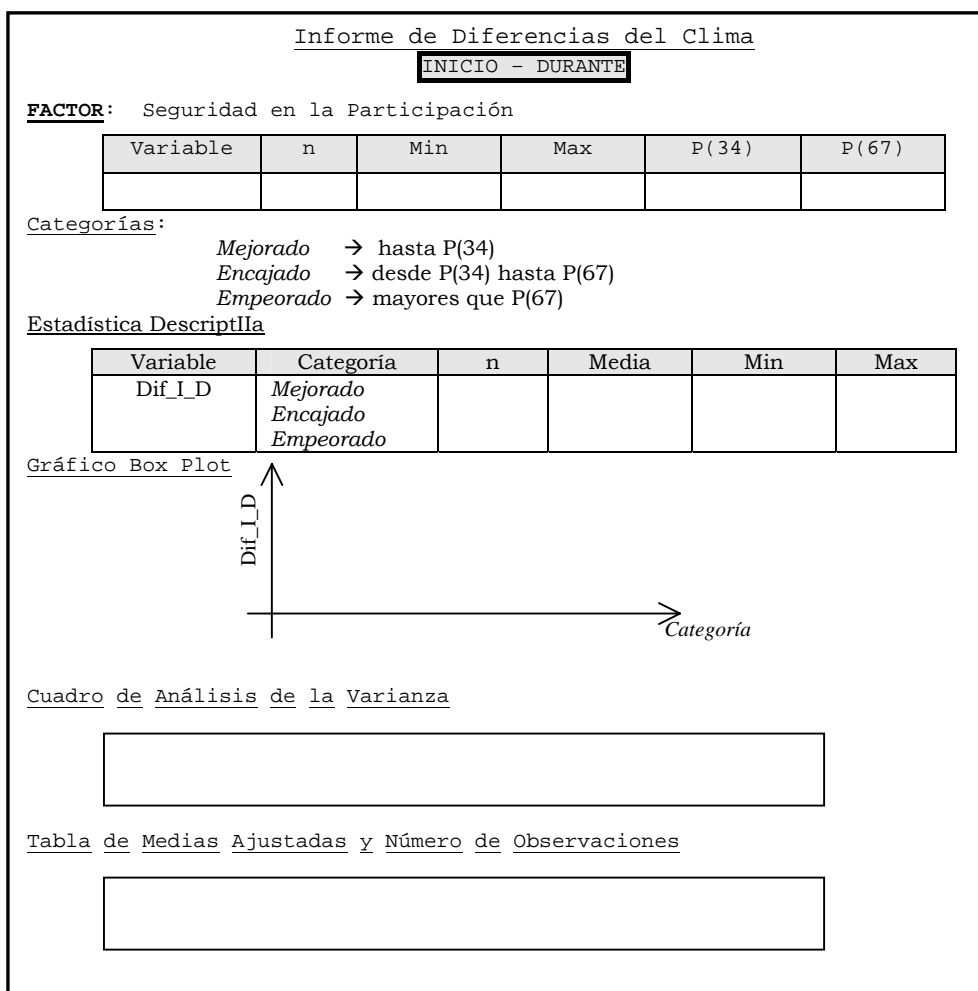 Informe de Diferencias del Clima
INICIO – DURANTE
FACTOR: Seguridad en la Participación
Variable n Min Max P(34) P(67)
Categorías:
Mejorado → hasta P(34)
Encajado → desde P(34) hasta P(67)
Empeorado → mayores que P(67)
Estadística DescriptIIa
Variable Categoría n Media Min Max
Dif_I_D Mejorado
Encajado
Empeorado
Gráfico Box Plot
Dif_I_D
Categoría
Cuadro de Análisis de la Varianza
Tabla de Medias Ajustadas y Número de Observaciones